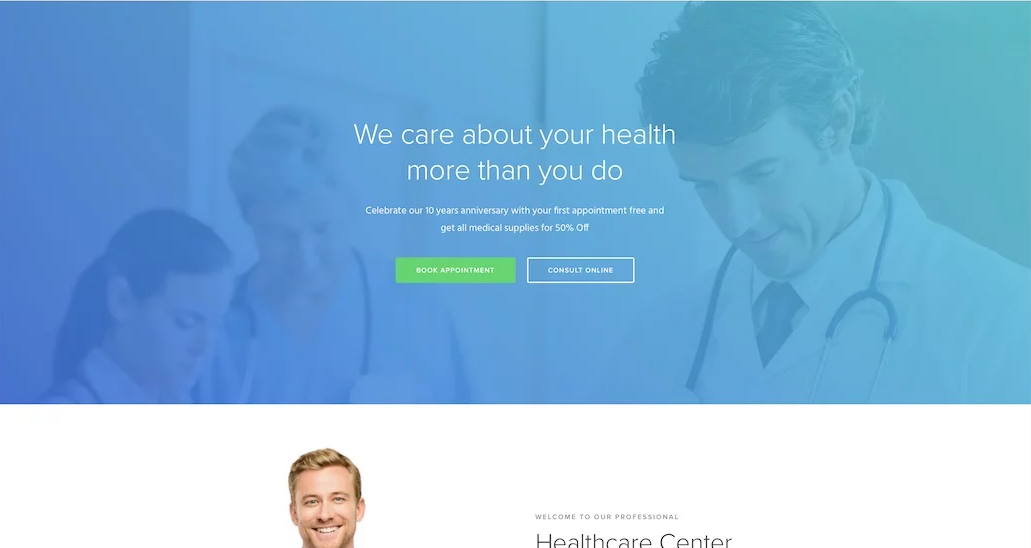 We care about your health
more than you do
Celebrate our 10 years anniversary with your first appointment free and
get all medical supplies for 50% Off
BOOK APPOINTMENT
CONSULT ONLINE
WELCOME TO OUR PROFESSIONAL
Healthcare Center